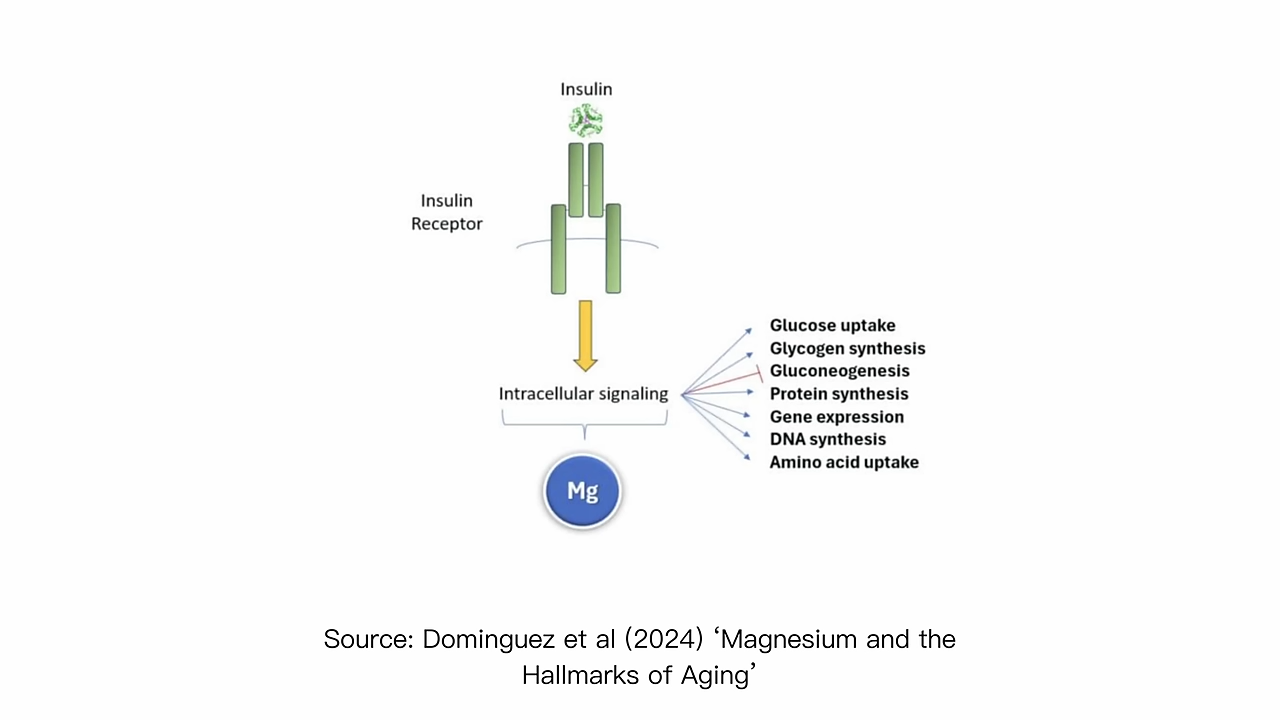 Insulin
Insulin
Receptor
Intracellular signaling
Mg
Glucose uptake
Glycogen synthesis
Gluconeogenesis
Protein synthesis
Gene expression
DNA synthesis
Amino acid uptake
Source: Dominguez et al (2024) ‘Magnesium and the
Hallmarks of Aging’